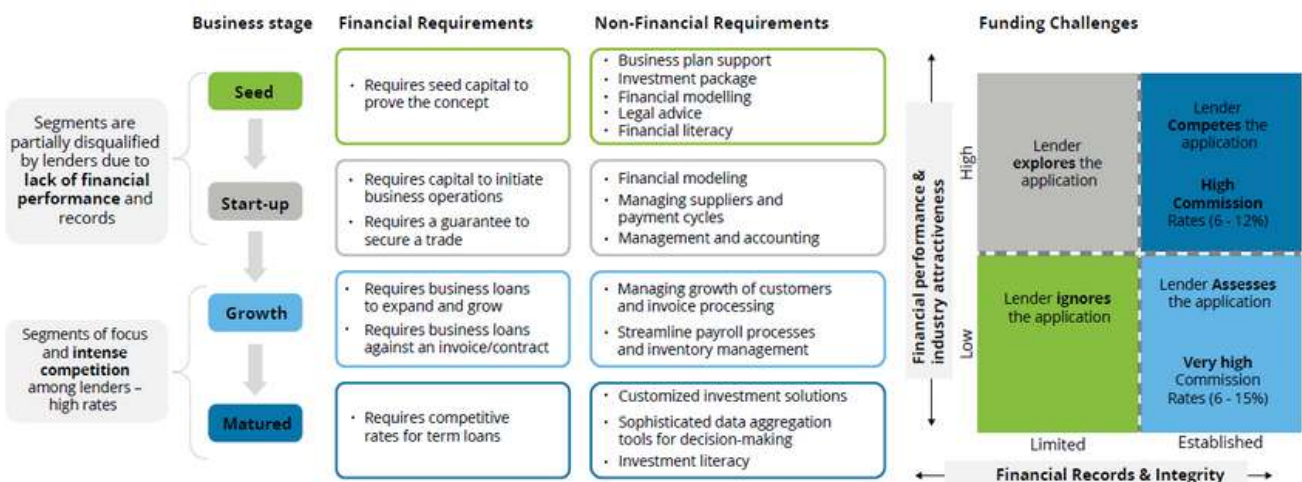 Business stage
Financial Requirements
Non-Financial Requirements
Funding Challenges
Segments are
partially disqualified
by lenders due to
lack of financial
performance and
records
Segments of focus
and intense
competition
among lenders –
high rates
Seed
Start-up
Growth
Matured
• Requires seed capital to
prove the concept
• Requires capital to initiate
business operations
• Requires a guarantee to
secure a trade
• Requires business loans
to expand and grow
• Requires business loans
against an invoice/contract
• Requires competitive
rates for term loans
• Business plan support
• Investment package
• Financial modelling
• Legal advice
• Financial literacy
• Financial modeling
• Managing suppliers and
payment cycles
• Management and accounting
• Managing growth of customers
and invoice processing
• Streamline payroll processes
and inventory management
• Customized investment solutions
• Sophisticated data aggregation
tools for decision-making
• Investment literacy
Financial performance &
industry attractiveness
High
Low
Lender
explores the
application
Lender
Competes the
application
High
Commission
Rates (6 - 12%)
Lender ignores
the application
Lender Assesses
the application
Very high
Commission
Rates (6 - 15%)
Limited
Established
Financial Records & Integrity